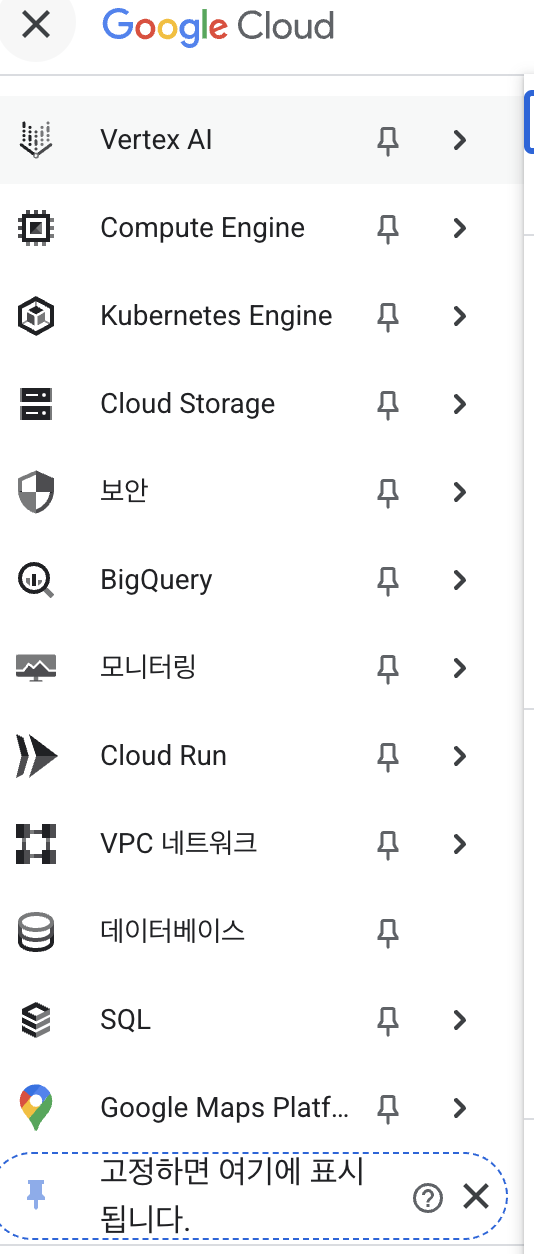 Google Cloud
Vertex AI
Compute Engine
Kubernetes Engine
Cloud Storage
보안
BigQuery
모니터링
Cloud Run
VPC 네트워크
데이터베이스
SQL
Google Maps Platf...
고정하면 여기에 표시
됩니다.